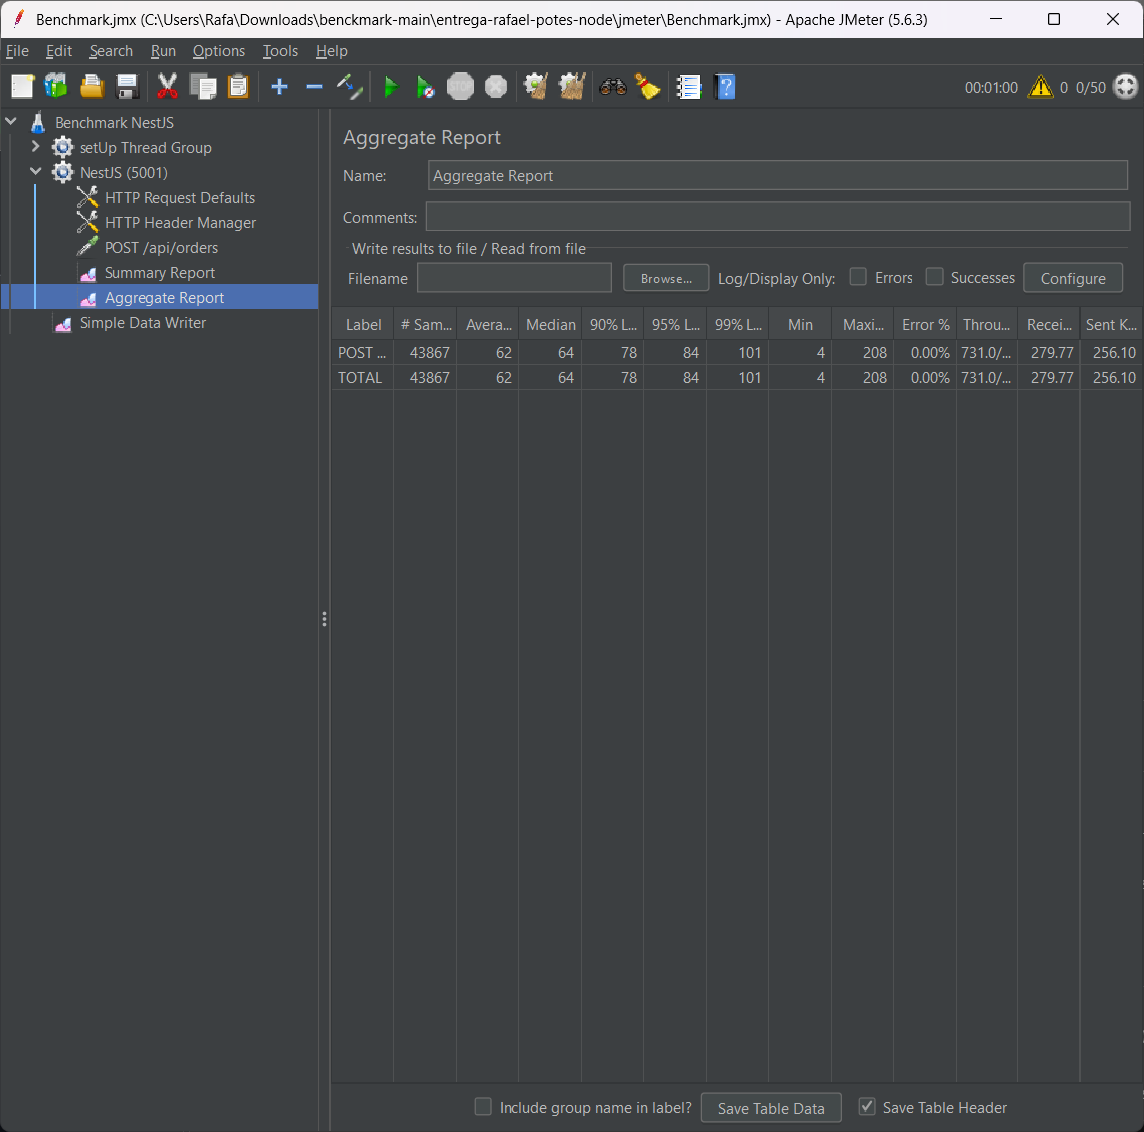 Benchmark.jmx (C:\Users\Rafa\Downloads\benckmark-main\entrega-rafael-potes-node\jmeter\Benchmark.jmx) - Apache JMeter (5.6.3)
File Edit Search Run Options Tools Help
STOP 00:01:00 0 0/50
Benchmark NestJS
setUp Thread Group
NestJS (5001)
HTTP Request Defaults
HTTP Header Manager
POST /api/orders
Summary Report
Aggregate Report
Simple Data Writer
Aggregate Report
Name: Aggregate Report
Comments:
Write results to file / Read from file
Filename Browse... Log/Display Only: Errors Successes Configure
Label # Sam... Avera... Median 90% L... 95% L... 99% L... Min Maxi... Error % Throu... Recei... Sent K...
POST ... 43867 62 64 78 84 101 4 208 0.00% 731.0/... 279.77 256.10
TOTAL 43867 62 64 78 84 101 4 208 0.00% 731.0/... 279.77 256.10
Include group name in label? Save Table Data Save Table Header